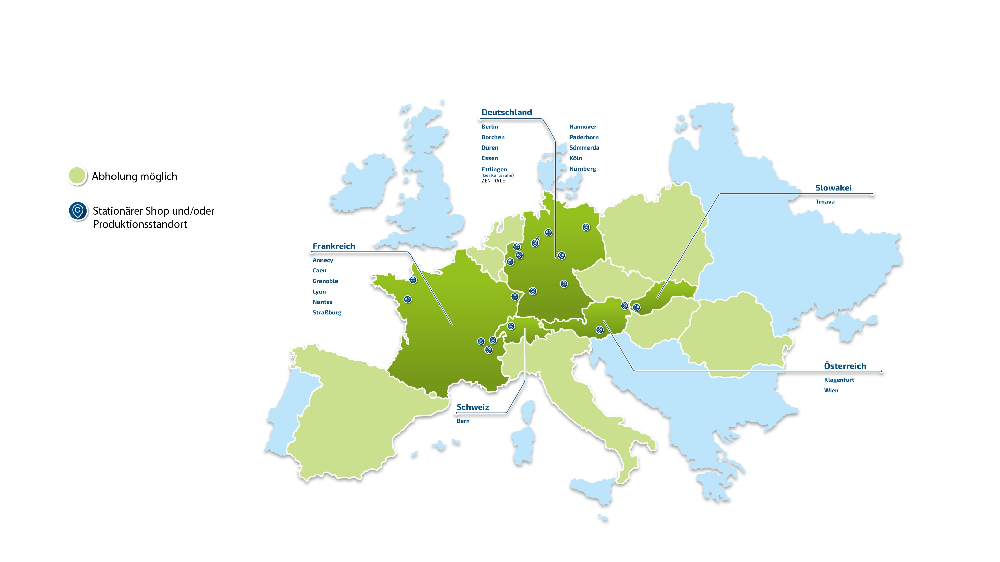 Abholung möglich
Stationärer Shop und/oder
Produktionsstandort
Deutschland
Berlin
Borchen
Düren
Essen
Ettlingen
(bei Karlsruhe)
ZENTRALE
Hannover
Paderborn
Sömmerda
Köln
Nürnberg
2
Slowakei
Trnava
Frankreich
Annecy
Caen
Grenoble
Lyon
Nantes
Straßburg
Österreich
Klagenfurt
Wien
Schweiz
Bern